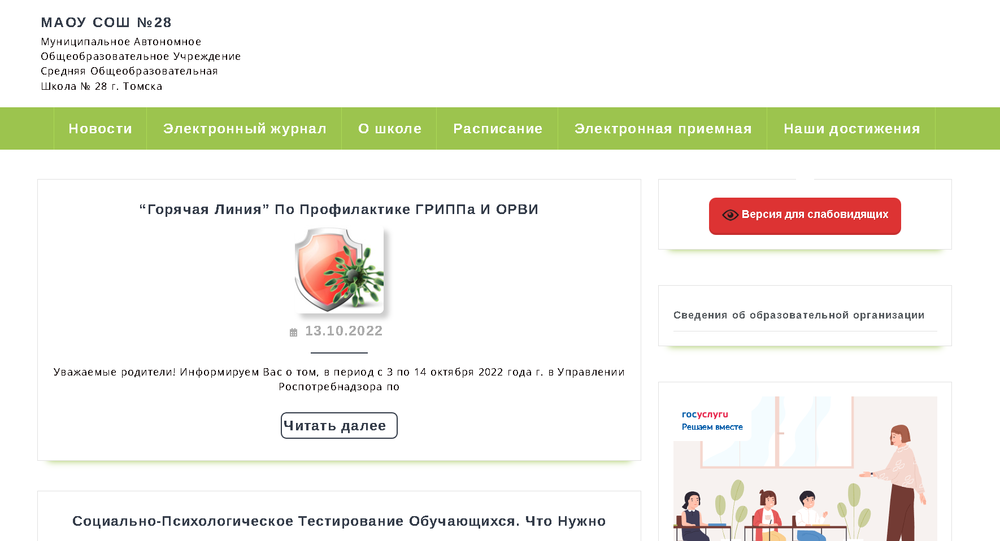 МАОУ СОШ №28
Муниципальное Автономное
Общеобразовательное Учреждение
Средняя Общеобразовательная
Школа № 28 г. Томска
Новости
Электронный журнал
О школе
Расписание
Электронная приемная
Наши достижения
“Горячая Линия” По Профилактике ГРИППа И ОРВИ
13.10.2022
Уважаемые родители! Информируем Вас о том, в период с 3 по 14 октября 2022 года г. в Управлении
Роспотребнадзора по
Читать далее
Социально-Психологическое Тестирование Обучающихся. Что Нужно
Версия для слабовидящих
Сведения об образовательной организации
госуслуги
Решаем вместе